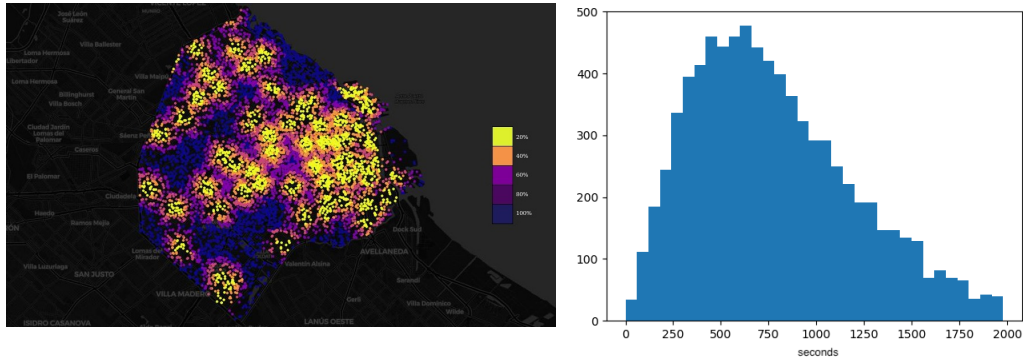 VICENTE LÓPEZ
MUNRO
José León
Suárez
Villa Ballester
Loma Hermosa
Libertador
Villa Maipú
Loma Hermosa
Billinghurst
General San
Martín
Villa Bosch
Ciudad Jardín
Lomas del
Palomar
Caseros
El Palomar
Ciudadela
Haedo
Ramos Mejía
Lomas del
Mirador
Villa Luzuriaga
SAN JUSTO
VILLA MADERO
ISIDRO CASANOVA
Valentín Alsina
Dock Sud
AVELLANEDA
Sarandí
Gerli
Villa Domínico
Wilde
LANÚS OESTE
20%
40%
60%
80%
100%
500
400
300
200
100
0
0 250 500 750 1000 1250 1500 1750 2000
seconds